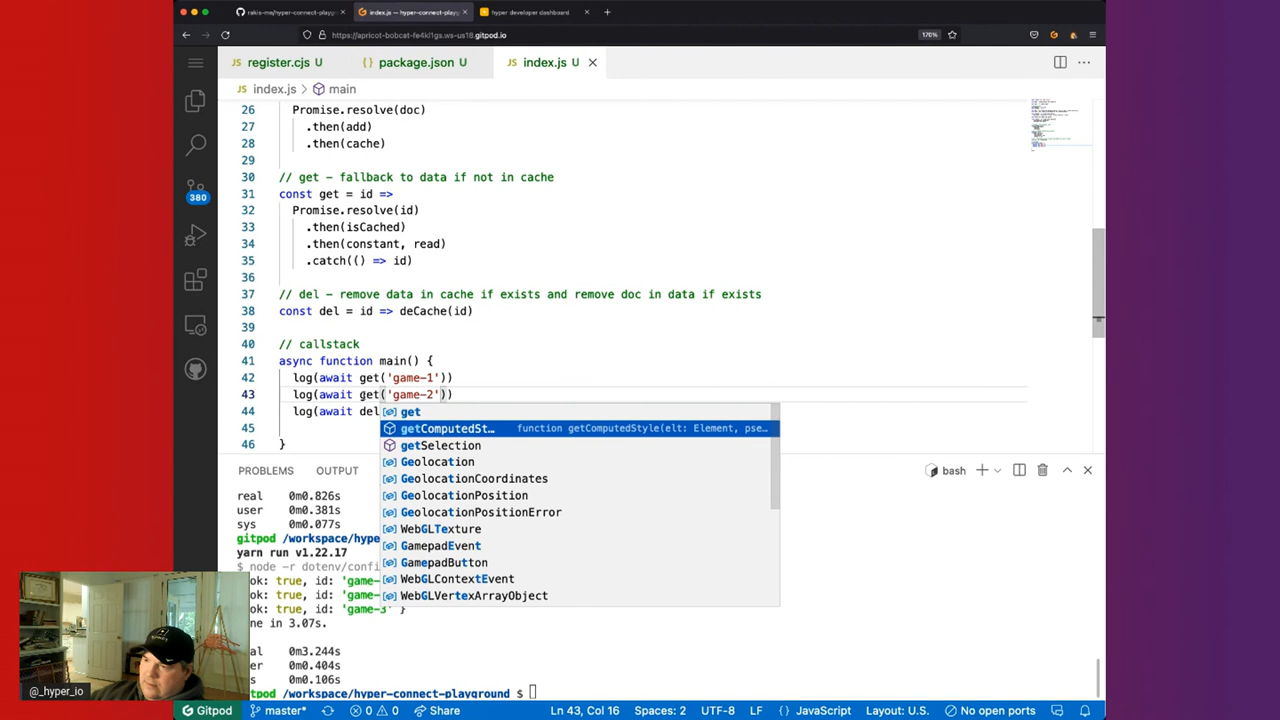 rakis-me/hyper-connect-playgr
index.js — hyper-connect-playg
hyper developer dashboard
https://apricot-bobcat-fe4kl1gs.ws-us18.gitpod.io
170%
register.cjs U
package.json U
index.js U
index.js > main
26 Promise.resolve(doc)
27 .then(add)
28 .then(cache)
29
30 // get - fallback to data if not in cache
31 const get = id =>
32 Promise.resolve(id)
33 .then(isCached)
34 .then(constant, read)
35 .catch(() => id)
36
37 // del - remove data in cache if exists and remove doc in data if exists
38 const del = id => deCache(id)
39
40 // callstack
41 async function main() {
42 log(await get('game-1'))
43 log(await get('game-2'))
44 log(await del
45
46 }
get
getComputedSt… function getComputedStyle(elt: Element, pse…
getSelection
Geolocation
GeolocationCoordinates
GeolocationPosition
GeolocationPositionError
WebGLTexture
GamepadEvent
GamepadButton
WebGLContextEvent
WebGLVertexArrayObject
380
PROBLEMS OUTPUT
bash
real 0m0.826s
user 0m0.381s
sys 0m0.077s
gitpod /workspace/hype
yarn run v1.22.17
$ node -r dotenv/confi
ok: true, id: 'game-
ok: true, id: 'game-
ok: true, id: 'game-3' }
ne in 3.07s.
al 0m3.244s
er 0m0.404s
s 0m0.106s
gitpod /workspace/hyper-connect-playground $
@_hyper_io
Gitpod master* 0 0 Share Ln 43, Col 16 Spaces: 2 UTF-8 LF {} JavaScript Layout: U.S. No open ports